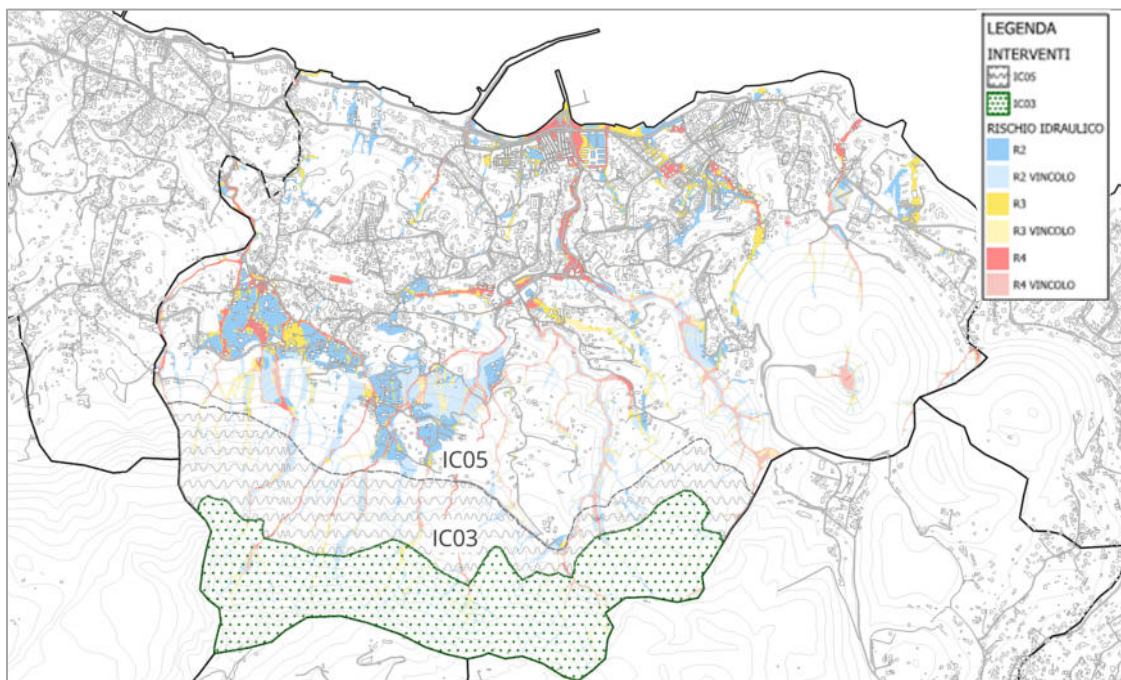 LEGENDA
INTERVENTI
IC05
IC03
RISCHIO IDRAULICO
R2
R2 VINCOLO
R3
R3 VINCOLO
R4
R4 VINCOLO
IC05
IC03